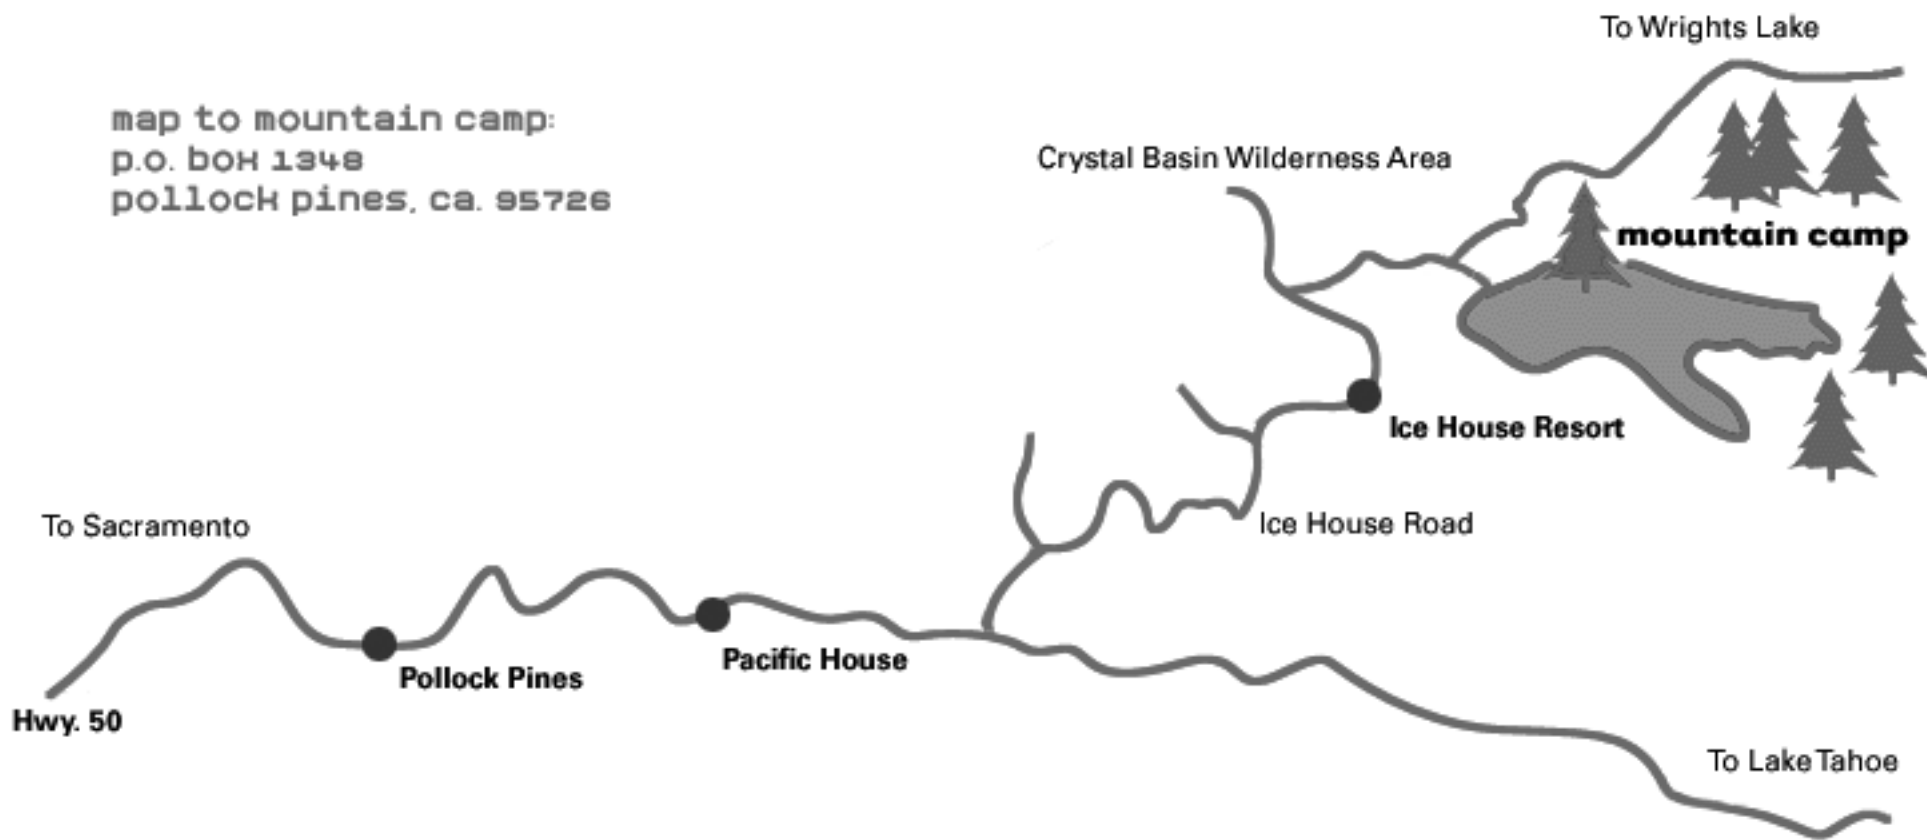 To Wrights Lake
map to mountain camp:
p.o. box 1348
pollock pines, ca. 95726
Crystal Basin Wilderness Area
mountain camp
Ice House Resort
To Sacramento
Ice House Road
Pacific House
Pollock Pines
Hwy. 50
To Lake Tahoe